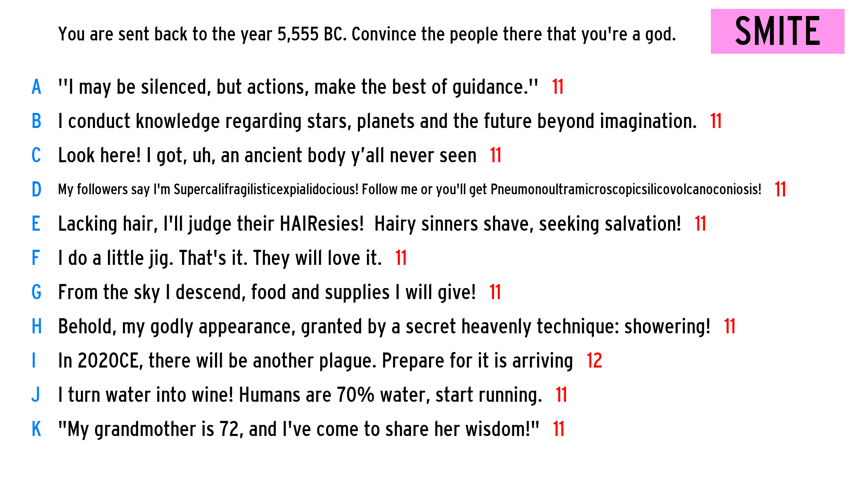 You are sent back to the year 5,555 BC. Convince the people there that you're a god. SMITE
A ''I may be silenced, but actions, make the best of guidance.'' 11
B I conduct knowledge regarding stars, planets and the future beyond imagination. 11
C Look here! I got, uh, an ancient body y’all never seen 11
D My followers say I'm Supercalifragilisticexpialidocious! Follow me or you'll get Pneumonoultramicroscopicsilicovolcanoconiosis! 11
E Lacking hair, I'll judge their HAIResies!  Hairy sinners shave, seeking salvation! 11
F I do a little jig. That's it. They will love it. 11
G From the sky I descend, food and supplies I will give! 11
H Behold, my godly appearance, granted by a secret heavenly technique: showering! 11
I In 2020CE, there will be another plague. Prepare for it is arriving 12
J I turn water into wine! Humans are 70% water, start running. 11
K "My grandmother is 72, and I've come to share her wisdom!" 11